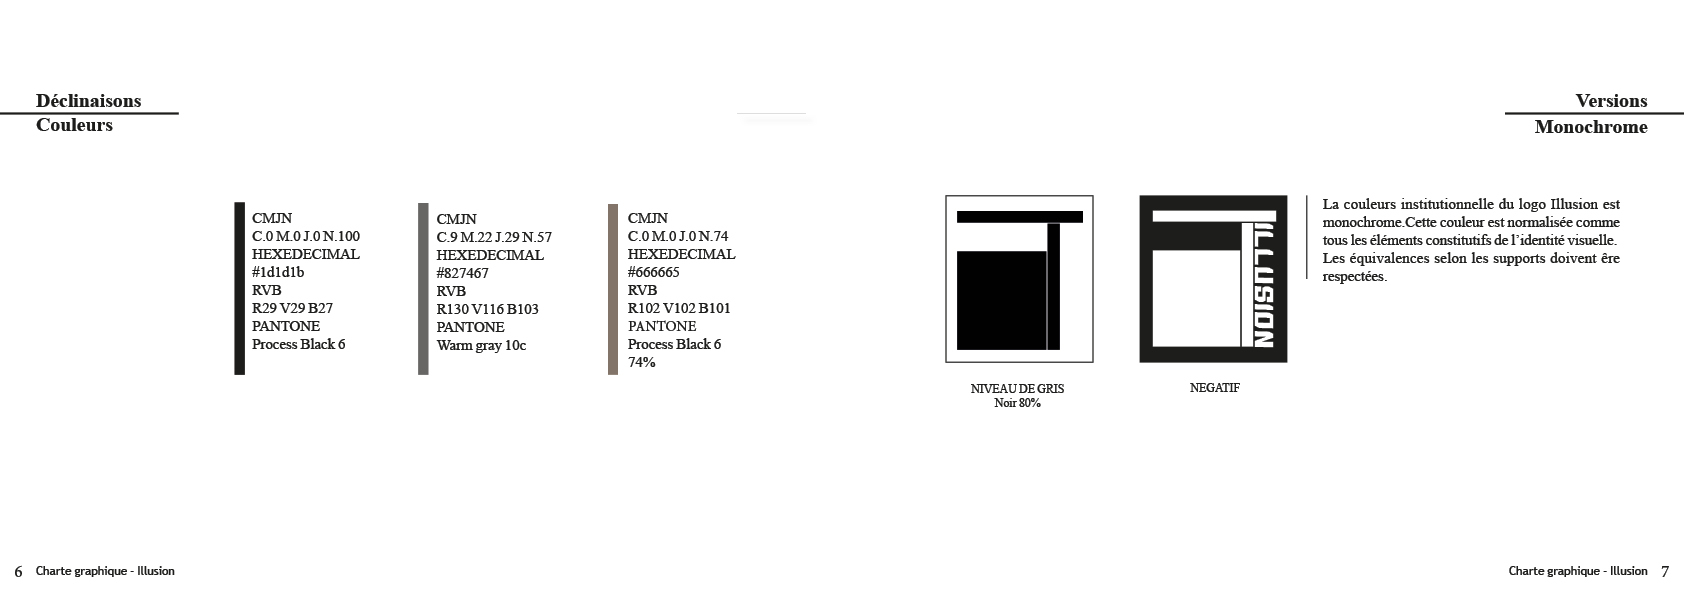 Déclinaisons
Couleurs
CMJN
C.0 M.0 J.0 N.100
HEXEDECIMAL
#1d1d1b
RVB
R29 V29 B27
PANTONE
Process Black 6
CMJN
C.9 M.22 J.29 N.57
HEXEDECIMAL
#827467
RVB
R130 V116 B103
PANTONE
Warm gray 10c
CMJN
C.0 M.0 J.0 N.74
HEXEDECIMAL
#666665
RVB
R102 V102 B101
PANTONE
Process Black 6
74%
6 Charte graphique - Illusion
Versions
Monochrome
NIVEAU DE GRIS
Noir 80%
ILLUSION
NEGATIF
La couleurs institutionnelle du logo Illusion est
monochrome.Cette couleur est normalisée comme
tous les éléments constitutifs de l’identité visuelle.
Les équivalences selon les supports doivent êre
respectées.
Charte graphique - Illusion 7